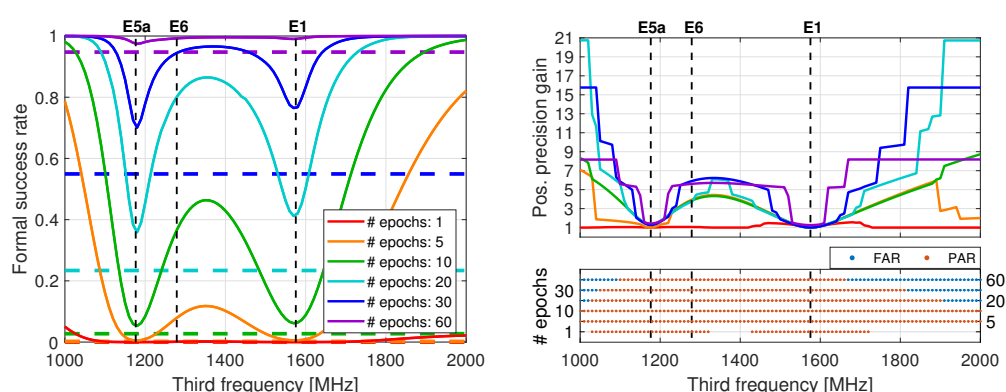 E5a E6 E1
1
0.8
0.6
0.4
0.2
0
Formal success rate
# epochs: 1
# epochs: 5
# epochs: 10
# epochs: 20
# epochs: 30
# epochs: 60
1000 1200 1400 1600 1800 2000
Third frequency [MHz]
E5a E6 E1
21
19
17
15
13
11
9
7
5
3
1
Pos. precision gain
FAR PAR
30
10
1
# epochs
60
20
5
1000 1200 1400 1600 1800 2000
Third frequency [MHz]